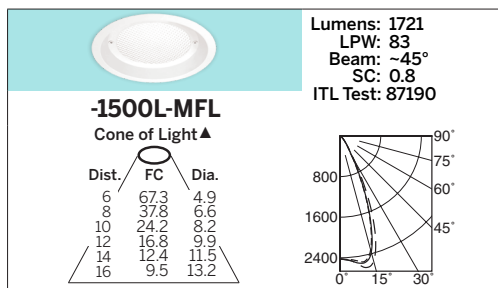 Lumens: 1721
LPW: 83
Beam: ~45°
SC: 0.8
ITL Test: 87190
-1500L-MFL
Cone of Light▲
Dist. FC Dia.
6 67.3 4.9
8 37.8 6.6
10 24.2 8.2
12 16.8 9.9
14 12.4 11.5
16 9.5 13.2
90°
75°
800
60°
1600
45°
2400
0° 15° 30°